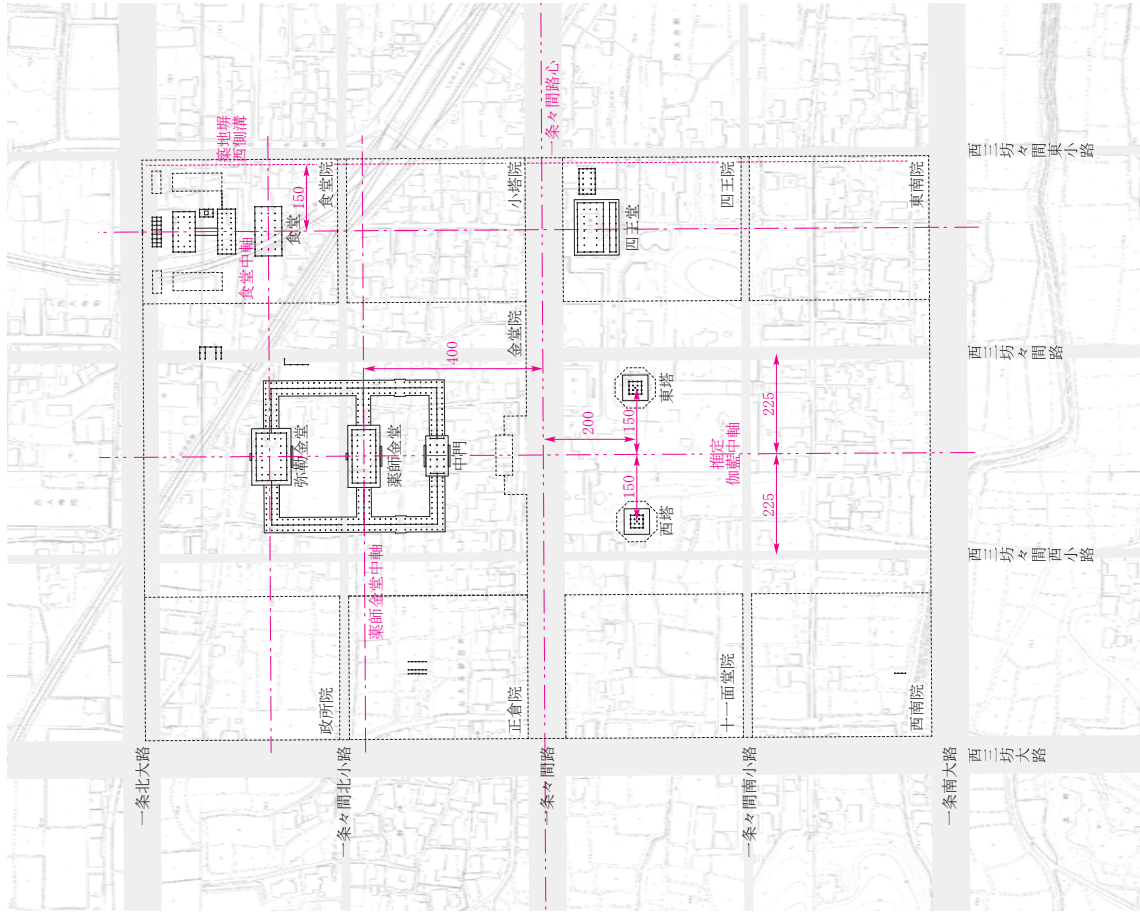 一条々間路心
築地塀
西側溝
150
食堂院
食堂
食堂中軸
小塔院
四王院
四王堂
東南院
西三坊々間東小路
金堂院
400
西三坊々間路
弥勒金堂
薬師金堂
中門
東塔
200
150
150
225
225
推定
伽藍中軸
西塔
薬師金堂中軸
西三坊々間西小路
政所院
正倉院
十一面堂院
西南院
一条北大路
一条々間北小路
一条々間路
一条々間南小路
一条南大路
西三坊大路